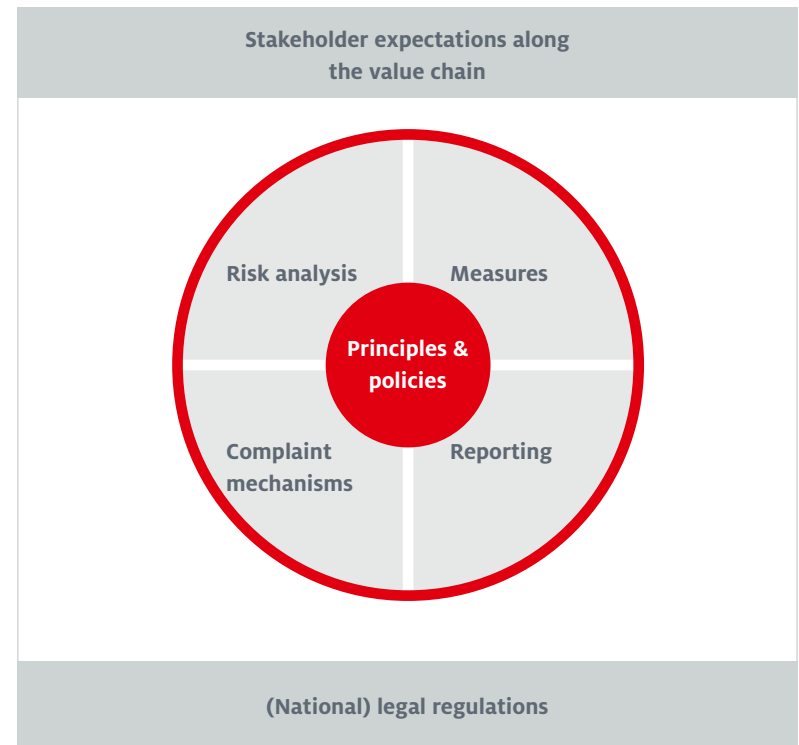 Stakeholder expectations along
the value chain
Risk analysis
Measures
Principles &
policies
Complaint
mechanisms
Reporting
(National) legal regulations